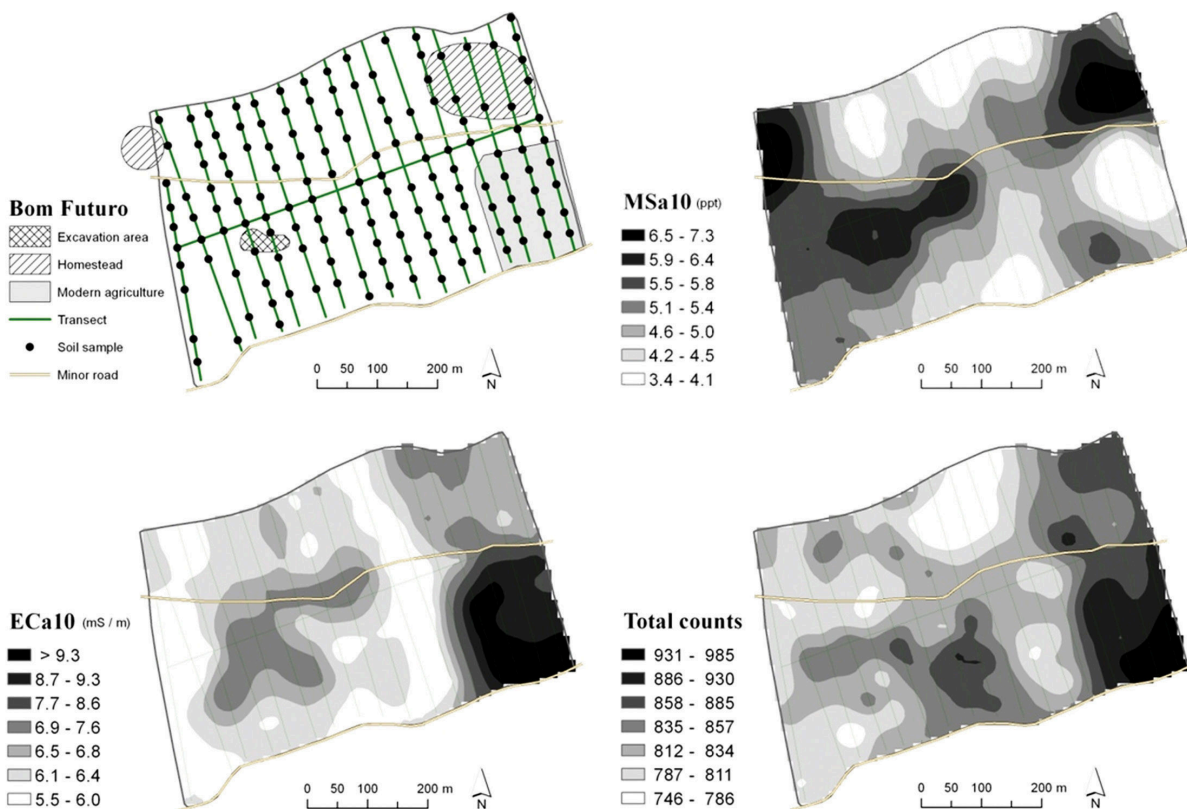 Bom Futuro
Excavation area
Homestead
Modern agriculture
Transect
Soil sample
Minor road
0 50 100 200 m
N
MSa10 (ppt)
6.5 - 7.3
5.9 - 6.4
5.5 - 5.8
5.1 - 5.4
4.6 - 5.0
4.2 - 4.5
3.4 - 4.1
0 50 100 200 m
N
ECa10 (mS / m)
> 9.3
8.7 - 9.3
7.7 - 8.6
6.9 - 7.6
6.5 - 6.8
6.1 - 6.4
5.5 - 6.0
0 50 100 200 m
N
Total counts
931 - 985
886 - 930
858 - 885
835 - 857
812 - 834
787 - 811
746 - 786
0 50 100 200 m
N